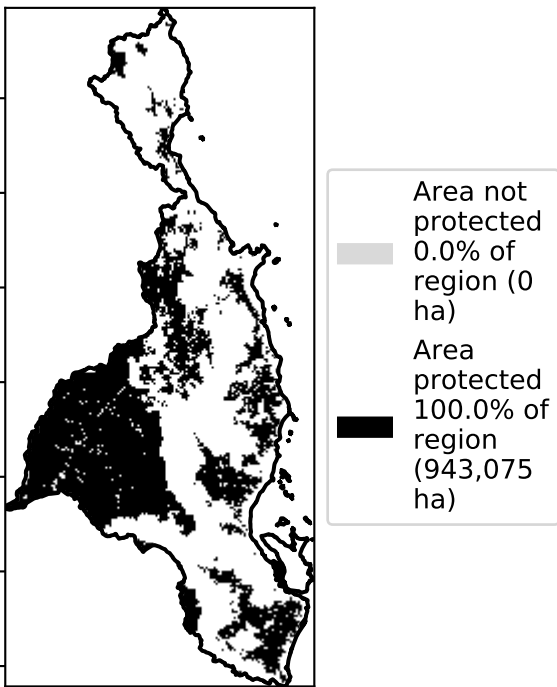 Area not
protected
0.0% of
region (0
ha)
Area
protected
100.0% of
region
(943,075
ha)